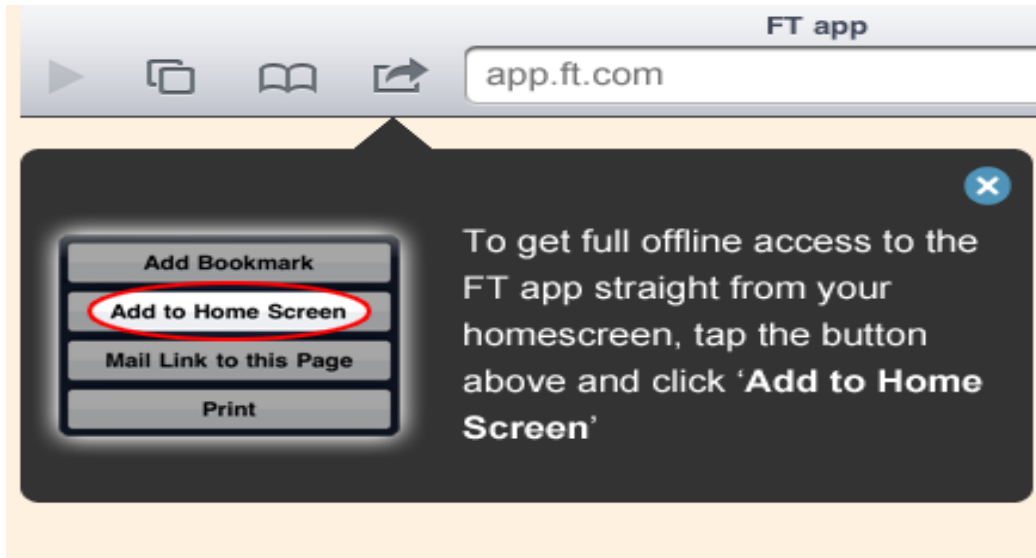 FT app
app.ft.com
Add Bookmark
Add to Home Screen
Mail Link to this Page
Print
To get full offline access to the
FT app straight from your
homescreen, tap the button
above and click ‘Add to Home
Screen’